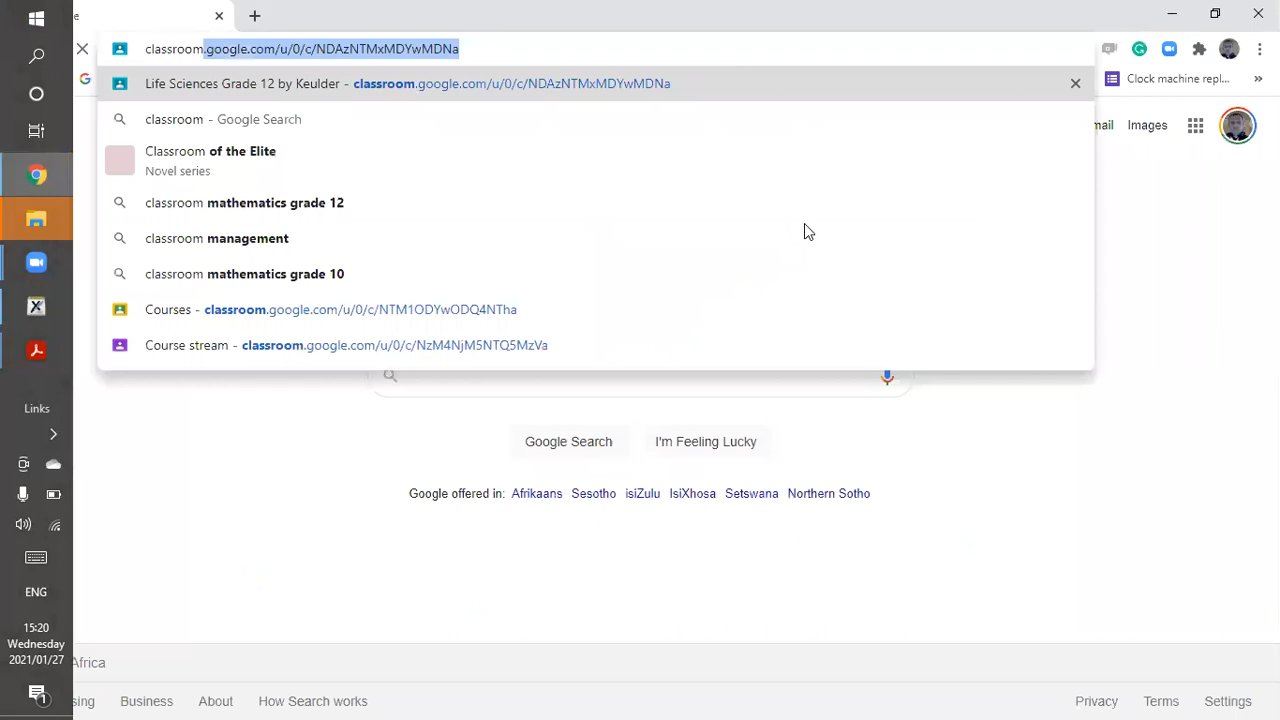 classroom.google.com/u/0/c/NDAzNTMxMDYwMDNa
Life Sciences Grade 12 by Keulder - classroom.google.com/u/0/c/NDAzNTMxMDYwMDNa
Clock machine repl...
classroom - Google Search
mail Images
Classroom of the Elite
Novel series
classroom mathematics grade 12
classroom management
classroom mathematics grade 10
Courses - classroom.google.com/u/0/c/NTM1ODYwODQ4NTha
Course stream - classroom.google.com/u/0/c/NzM4NjM5NTQ5MzVa
Google Search
I'm Feeling Lucky
Google offered in: Afrikaans Sesotho isiZulu IsiXhosa Setswana Northern Sotho
Links
ENG
15:20
Wednesday
2021/01/27
1
Africa
sing Business About How Search works
Privacy Terms Settings